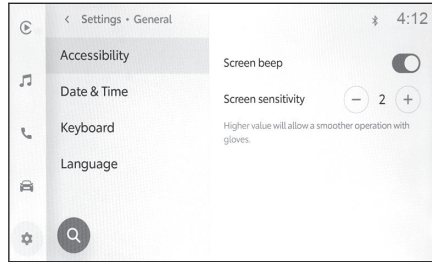 < Settings • General
4:12
Accessibility
Date & Time
Keyboard
Language
Screen beep
Screen sensitivity
− 2 +
Higher value will allow a smoother operation with
gloves.